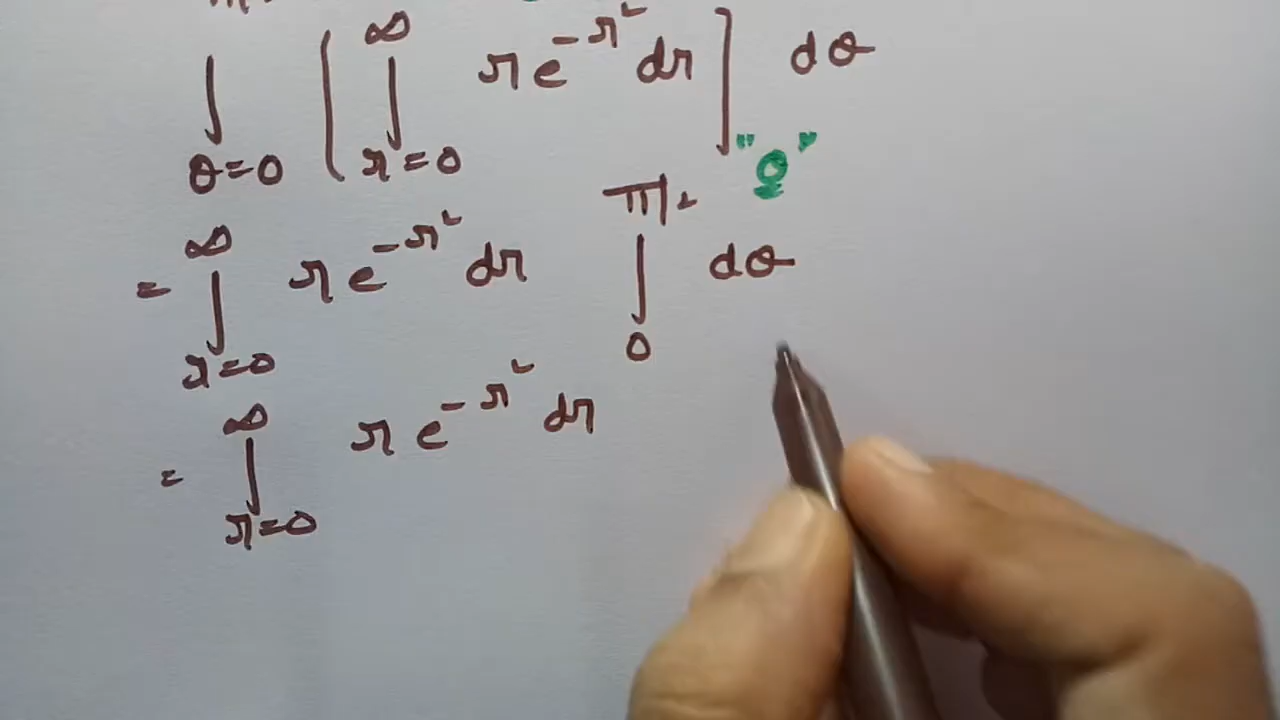 ∫_{θ=0} [ ∫_{r=0}^{∞} r e^{-r²} dr ] dθ
"θ"
= ∫_{r=0}^{∞} r e^{-r²} dr ∫_{0}^{π/2} dθ
= ∫_{r=0}^{∞} r e^{-r²} dr